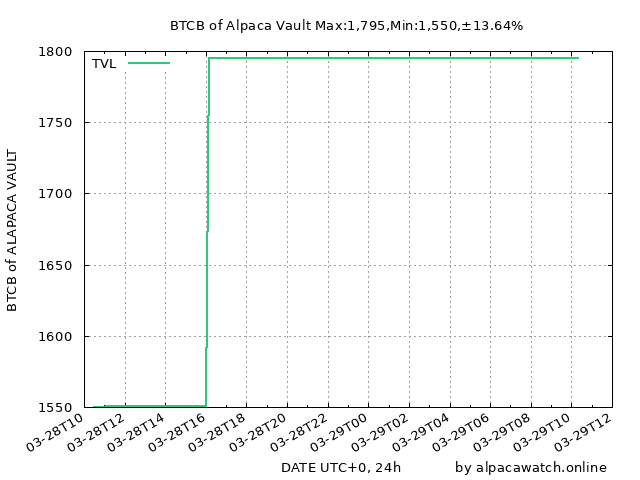 BTCB of Alpaca Vault Max:1,795,Min:1,550,±13.64%
TVL
BTCB of ALAPACA VAULT
1800
1750
1700
1650
1600
1550
03-28T10
03-28T12
03-28T14
03-28T16
03-28T18
03-28T20
03-28T22
03-29T00
03-29T02
03-29T04
03-29T06
03-29T08
03-29T10
03-29T12
DATE UTC+0, 24h
by alpacawatch.online